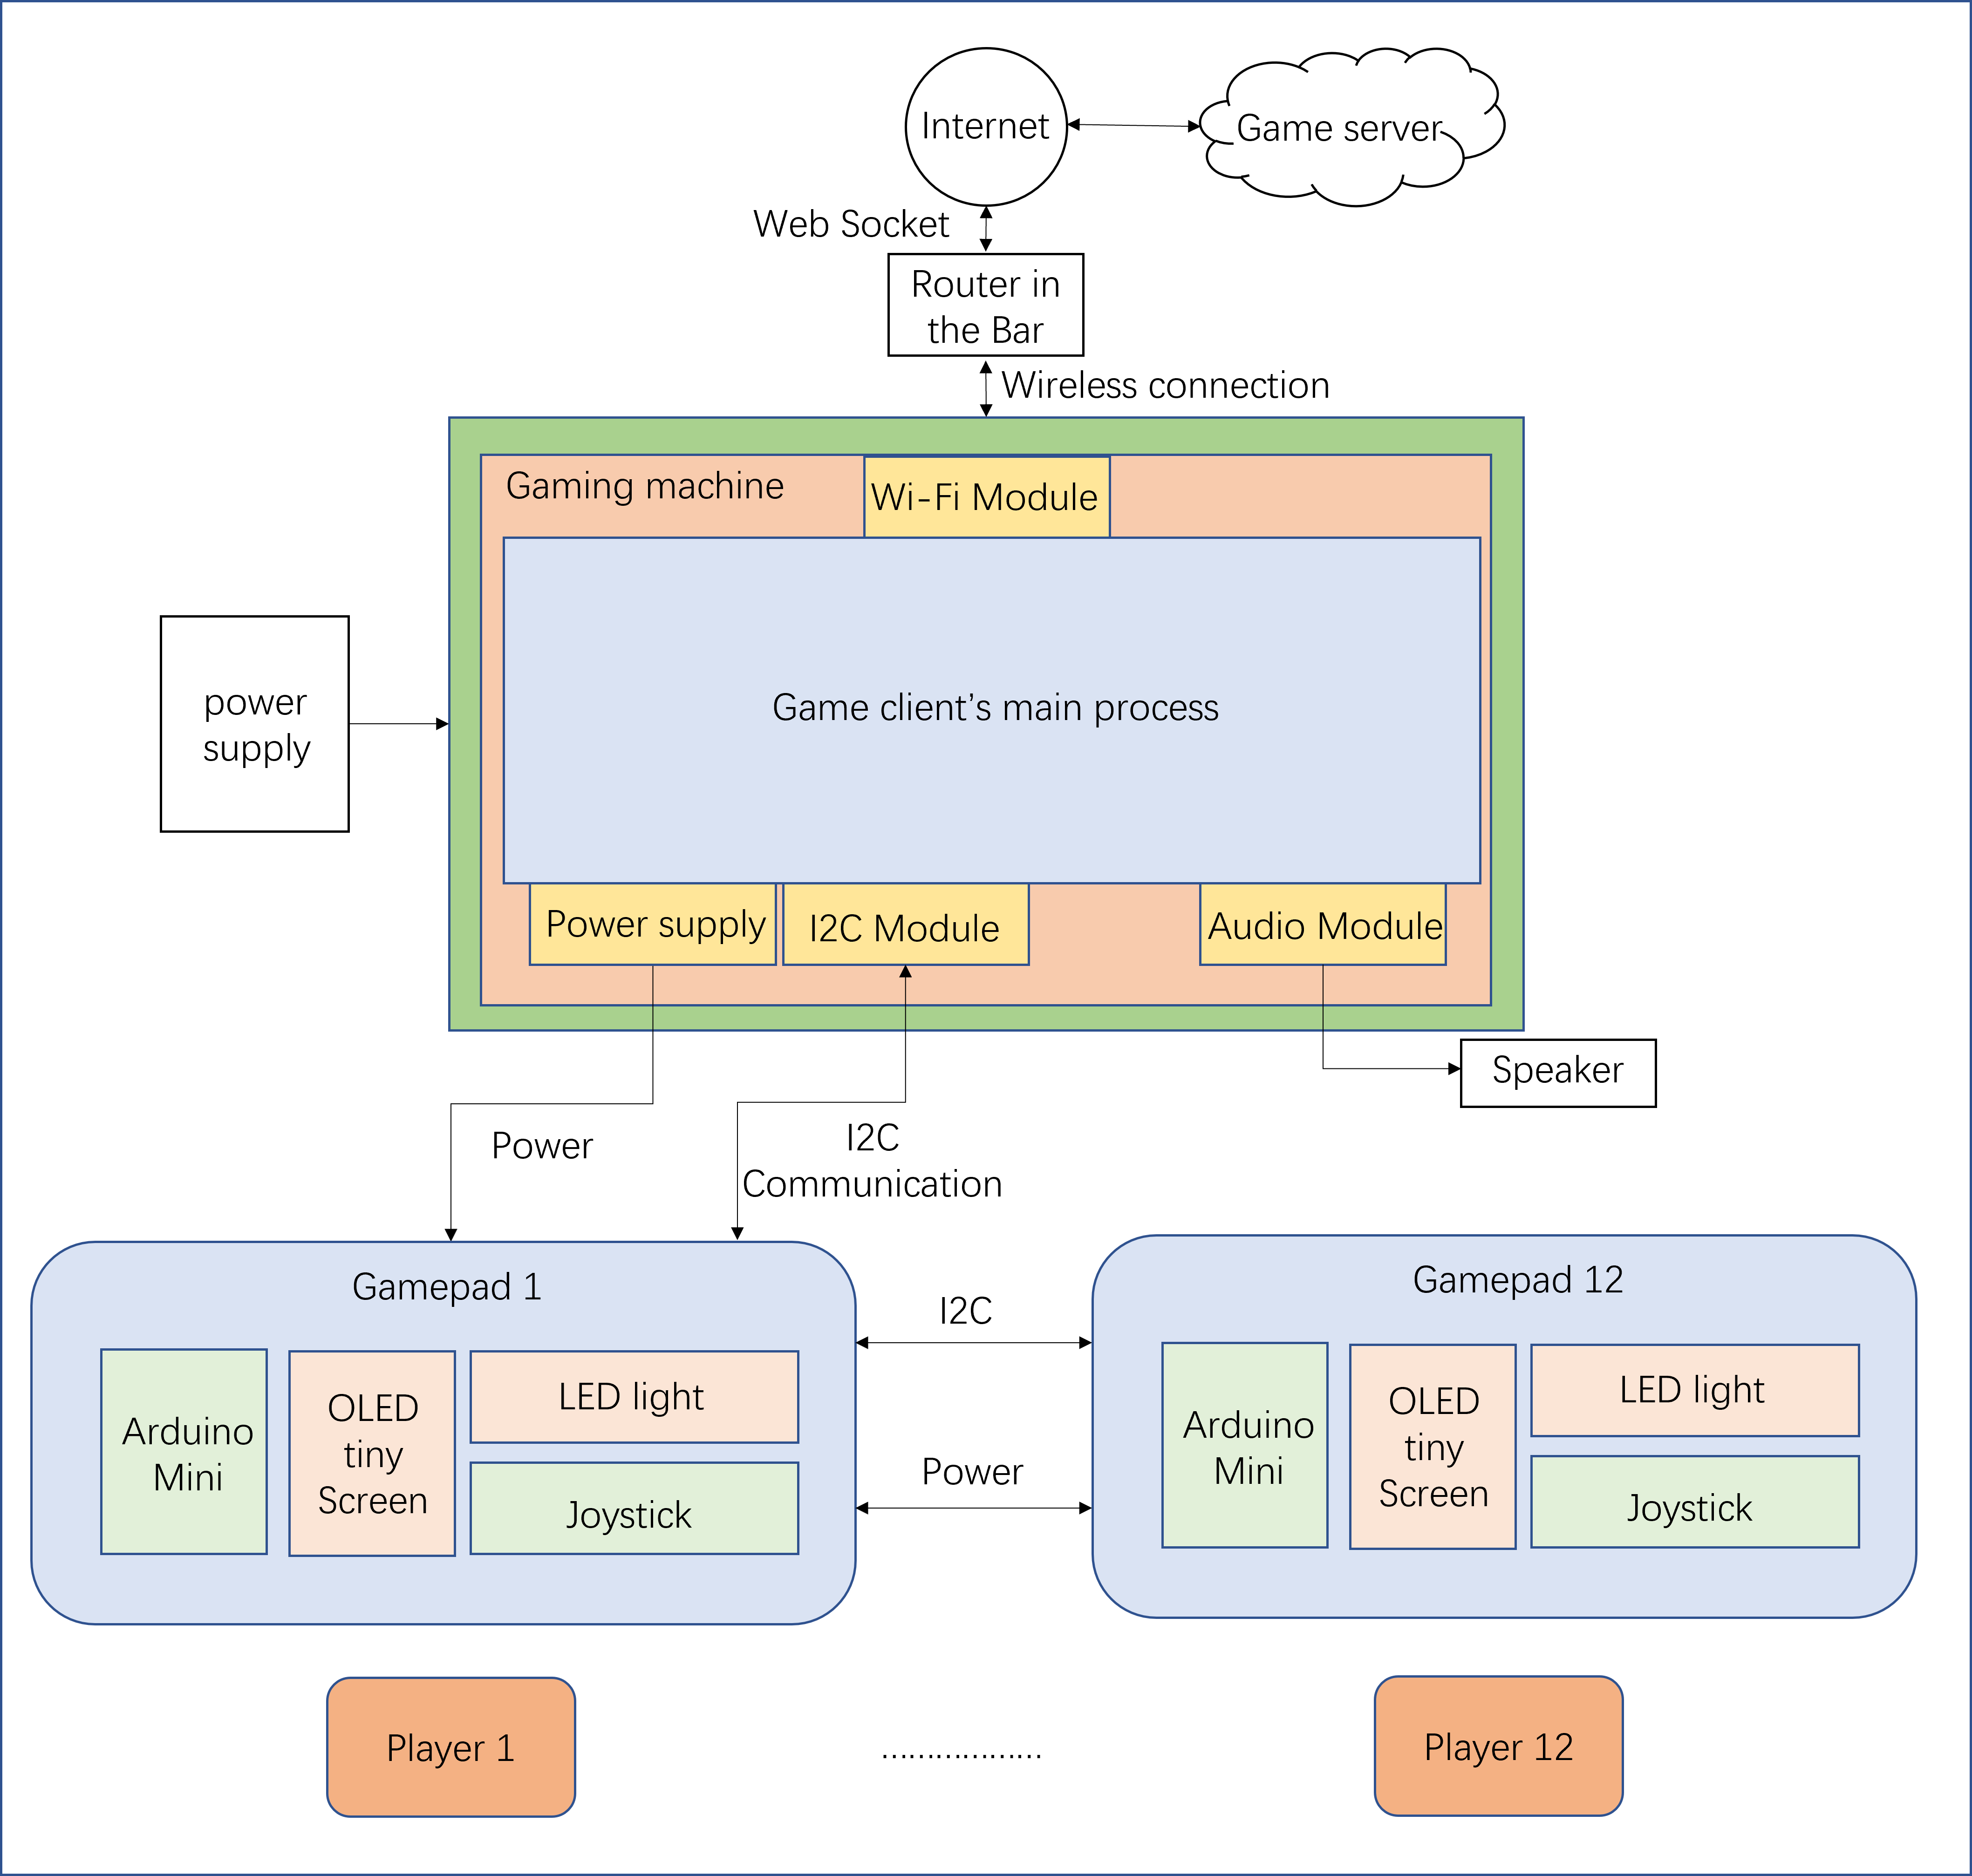 Internet
Game server
Web Socket
Router in
the Bar
Wireless connection
Gaming machine
Wi-Fi Module
power
supply
Game client’s main process
Power supply
I2C Module
Audio Module
Speaker
Power
I2C
Communication
Gamepad 1
Arduino
Mini
OLED
tiny
Screen
LED light
Joystick
I2C
Power
Gamepad 12
Arduino
Mini
OLED
tiny
Screen
LED light
Joystick
Player 1
..................
Player 12